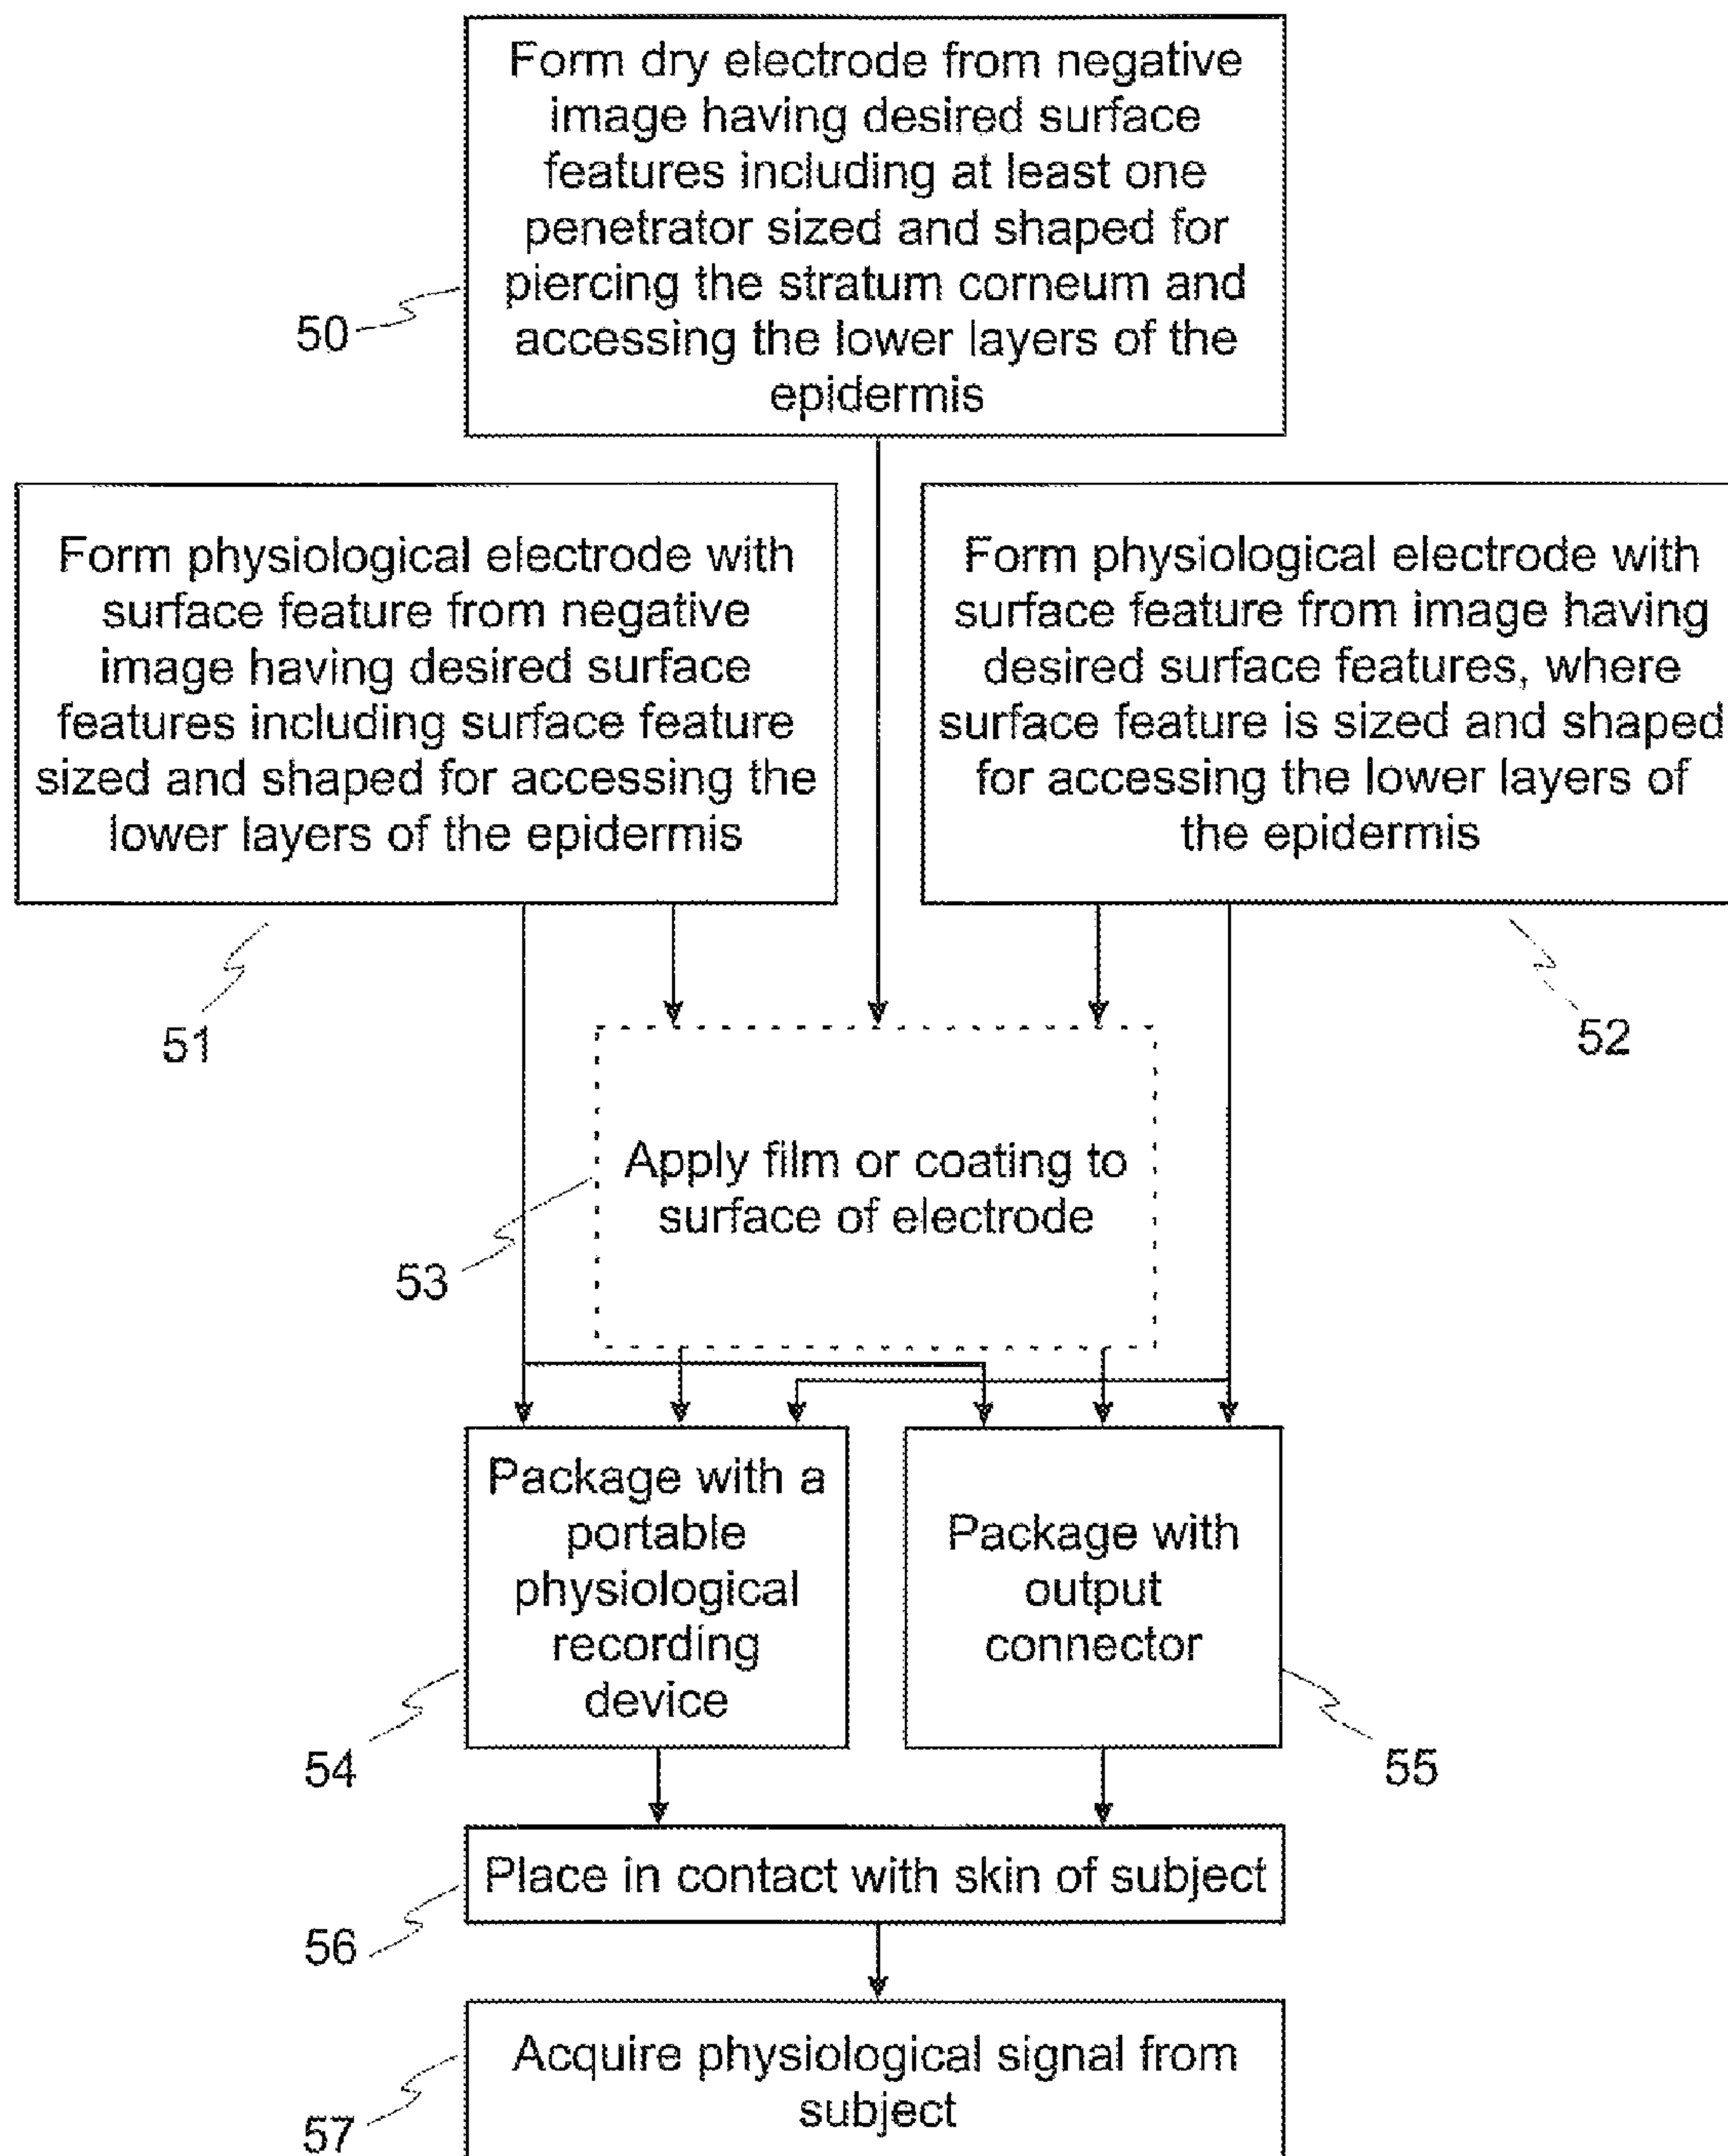 Form dry electrode from negative
image having desired surface
features including at least one
penetrator sized and shaped for
piercing the stratum corneum and
accessing the lower layers of the
epidermis
50
Form physiological electrode with
surface feature from negative
image having desired surface
features including surface feature
sized and shaped for accessing the
lower layers of the epidermis
51
Form physiological electrode with
surface feature from image having
desired surface features, where
surface feature is sized and shaped
for accessing the lower layers of
the epidermis
52
Apply film or coating to
surface of electrode
53
Package with a
portable
physiological
recording
device
54
Package with
output
connector
55
Place in contact with skin of subject
56
Acquire physiological signal from
subject
57